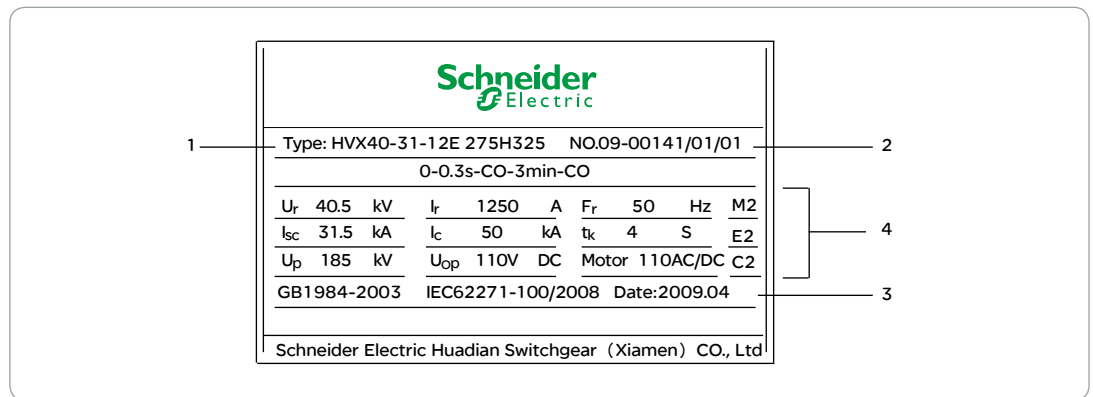 Schneider
Electric
1 Type: HVX40-31-12E 275H325 NO.09-00141/01/01 2
0-0.3s-CO-3min-CO
Ur 40.5 kV Ir 1250 A Fr 50 Hz M2
Isc 31.5 kA Ic 50 kA tk 4 S E2
4
Up 185 kV Uop 110V DC Motor 110AC/DC C2
GB1984-2003 IEC62271-100/2008 Date:2009.04 3
Schneider Electric Huadian Switchgear（Xiamen）CO., Ltd